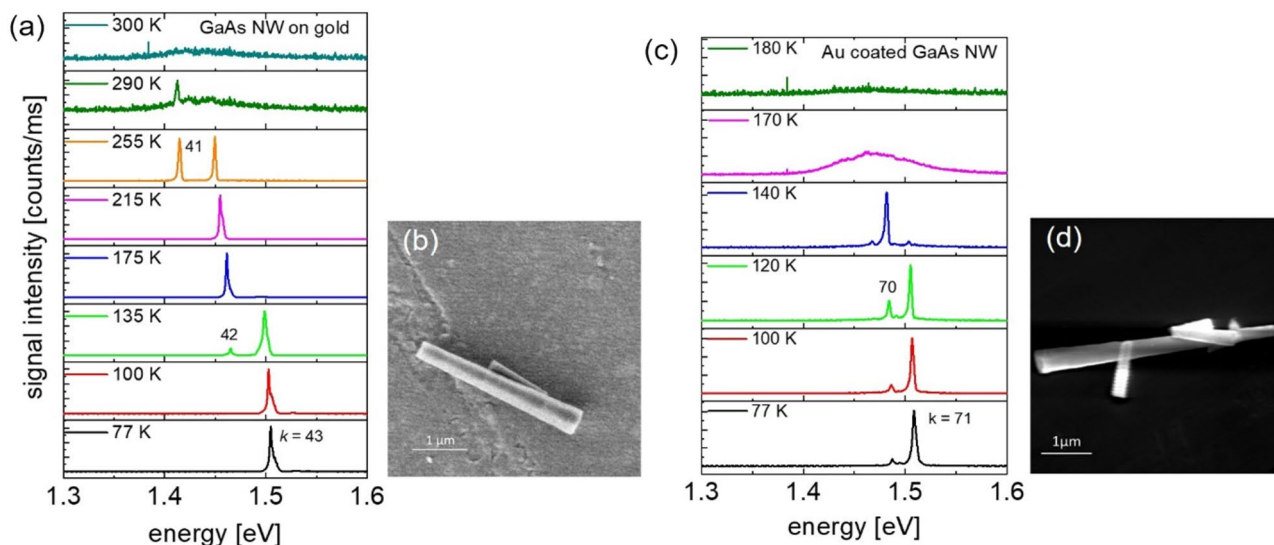 (a)
300 K GaAs NW on gold
290 K
255 K 41
215 K
175 K
135 K 42
100 K
77 K k = 43
signal intensity [counts/ms]
1.3 1.4 1.5 1.6
energy [eV]
(b)
1 μm
(c)
180 K Au coated GaAs NW
170 K
140 K
120 K 70
100 K
77 K k = 71
1.3 1.4 1.5 1.6
energy [eV]
(d)
1μm